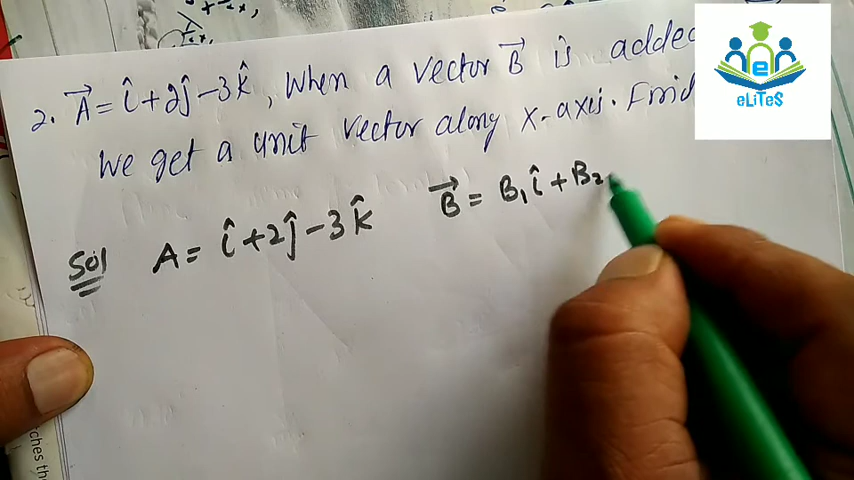 2. A⃗ = î + 2ĵ - 3k̂, When a vector B⃗ is added
we get a unit vector along x-axis. Find
Sol A = î + 2ĵ - 3k̂ B⃗ = B₁î + B₂
eLiTeS